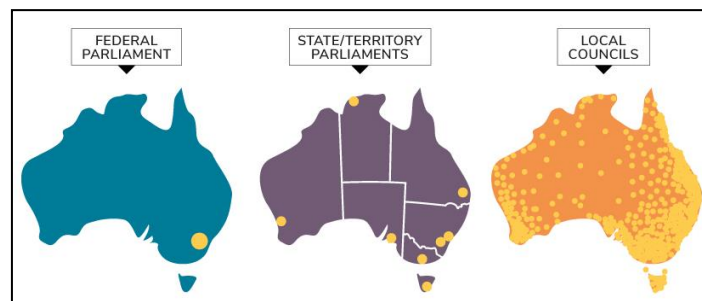 FEDERAL
PARLIAMENT
STATE/TERRITORY
PARLIAMENTS
LOCAL
COUNCILS